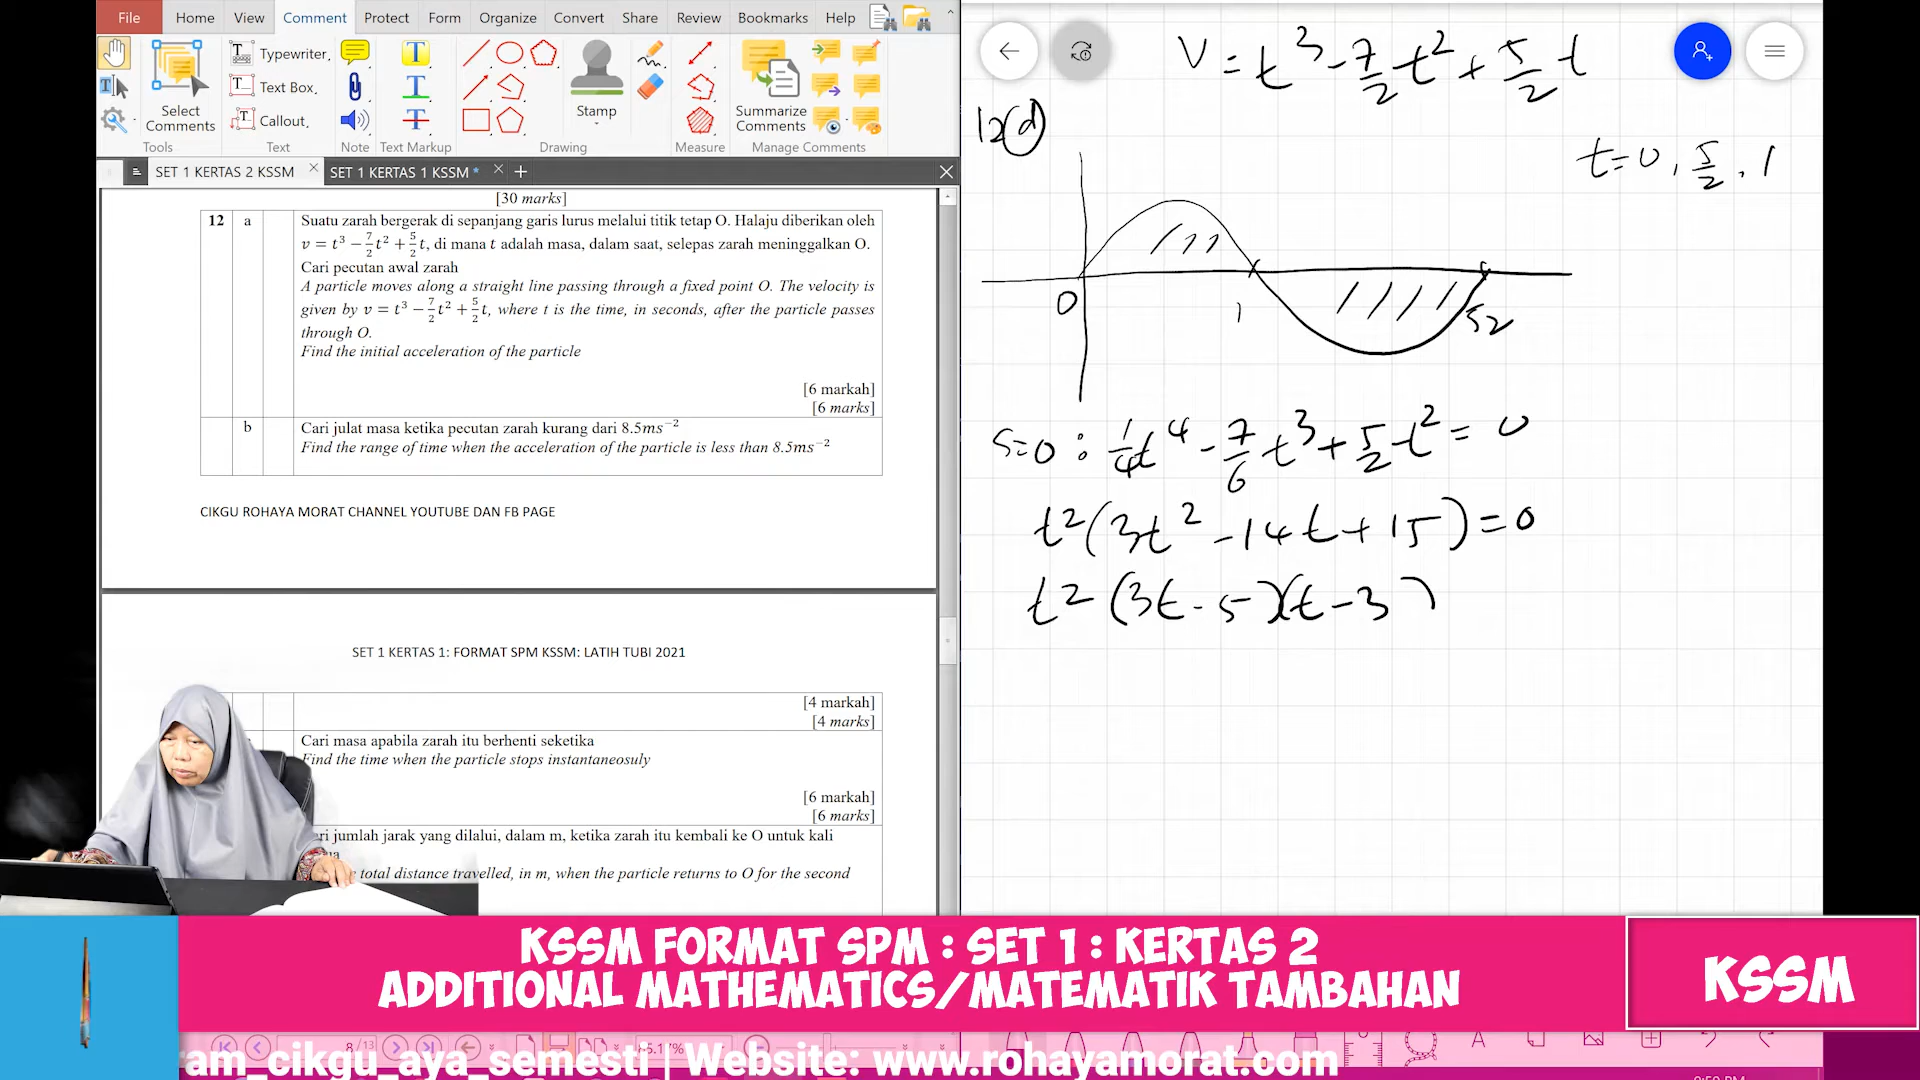 File Home View Comment Protect Form Organize Convert Share Review Bookmarks Help
Typewriter
Text Box
Callout
Select Comments
Stamp
Summarize Comments
Tools Text Note Text Markup Drawing Measure Manage Comments
SET 1 KERTAS 2 KSSM SET 1 KERTAS 1 KSSM *
[30 marks]
12 a Suatu zarah bergerak di sepanjang garis lurus melalui titik tetap O. Halaju diberikan oleh
v = t³ − 7/2 t² + 5/2 t, di mana t adalah masa, dalam saat, selepas zarah meninggalkan O.
Cari pecutan awal zarah
A particle moves along a straight line passing through a fixed point O. The velocity is
given by v = t³ − 7/2 t² + 5/2 t, where t is the time, in seconds, after the particle passes
through O.
Find the initial acceleration of the particle
[6 markah]
[6 marks]
b Cari julat masa ketika pecutan zarah kurang dari 8.5ms⁻²
Find the range of time when the acceleration of the particle is less than 8.5ms⁻²
CIKGU ROHAYA MORAT CHANNEL YOUTUBE DAN FB PAGE
SET 1 KERTAS 1: FORMAT SPM KSSM: LATIH TUBI 2021
[4 markah]
[4 marks]
Cari masa apabila zarah itu berhenti seketika
Find the time when the particle stops instantaneosuly
[6 markah]
[6 marks]
jumlah jarak yang dilalui, dalam m, ketika zarah itu kembali ke O untuk kali
total distance travelled, in m, when the particle returns to O for the second
V = t³ − 7/2 t² + 5/2 t
12(d)
t = 0, 5/2, 1
0 1 52
s=0 : 1/4 t⁴ − 7/6 t³ + 5/2 t² = 0
t² (3t² − 14t + 15) = 0
t² (3t − 5)(t − 3)
KSSM FORMAT SPM : SET 1 : KERTAS 2
ADDITIONAL MATHEMATICS/MATEMATIK TAMBAHAN
KSSM
8 / 13
ram_cikgu_aya_semesti | Website: www.rohayamorat.com